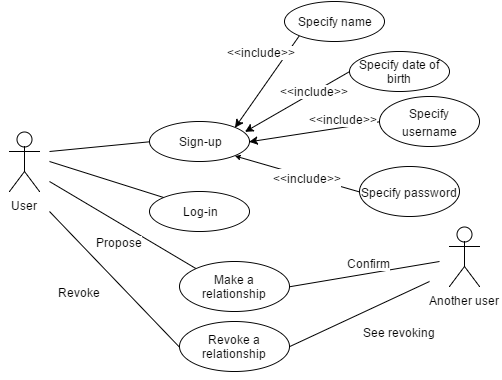 Specify name
<<include>>
Specify date of
birth
<<include>>
Specify
username
<<include>>
Sign-up
<<include>>
Specify password
User
Log-in
Propose
Make a
relationship
Confirm
Another user
Revoke
Revoke a
relationship
See revoking